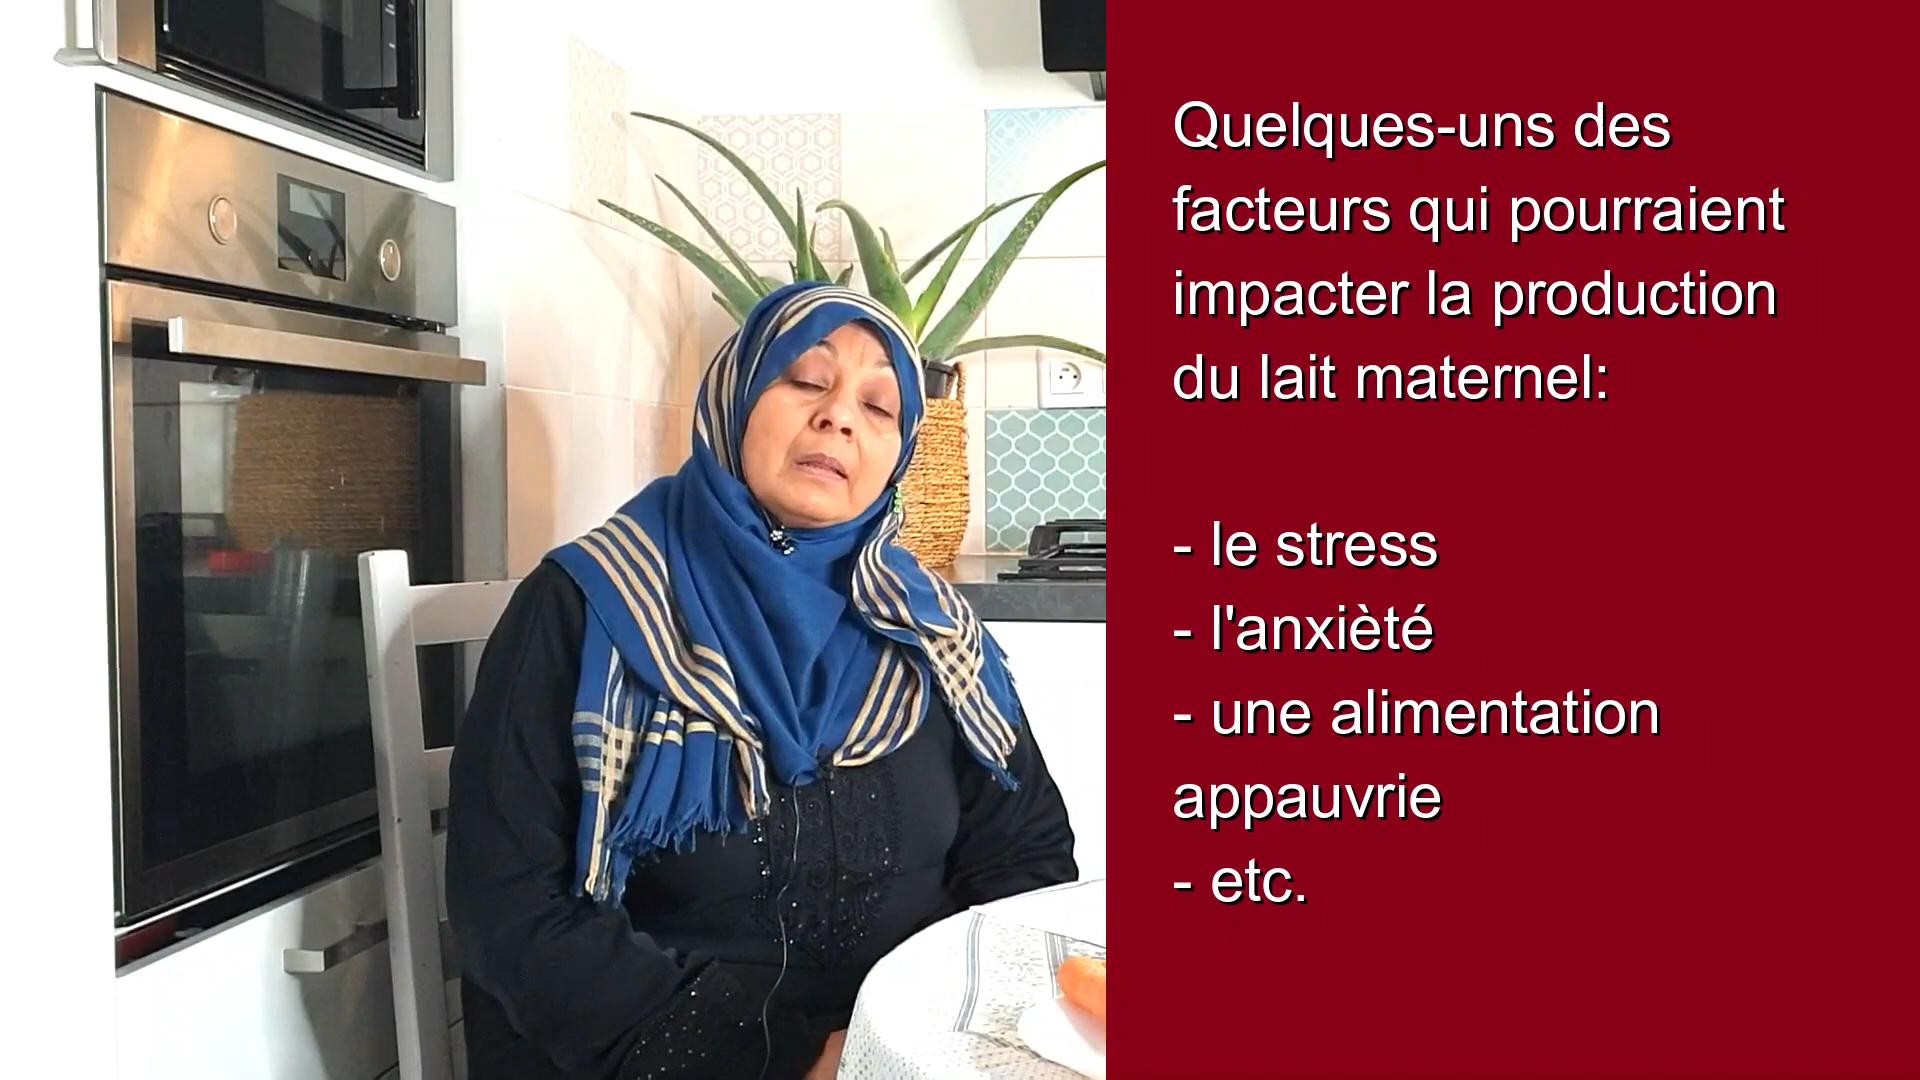 Quelques-uns des
facteurs qui pourraient
impacter la production
du lait maternel:
- le stress
- l'anxièté
- une alimentation
appauvrie
- etc.